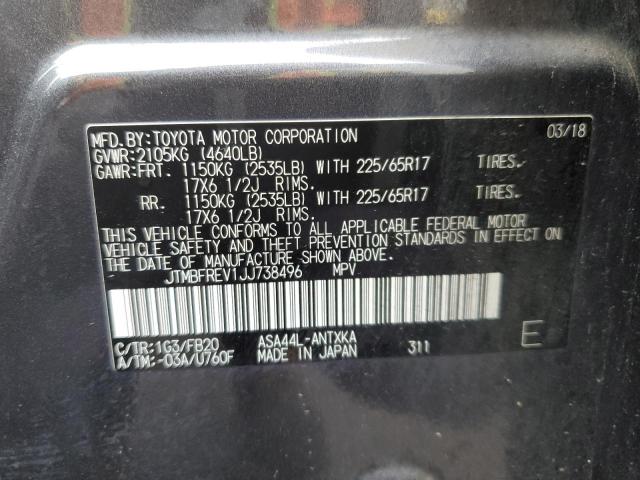 MFD.BY:TOYOTA MOTOR CORPORATION 03/18
GVWR:2105KG (4640LB)
GAWR:FRT. 1150KG (2535LB) WITH 225/65R17 TIRES.
17X6 1/2J RIMS.
RR. 1150KG (2535LB) WITH 225/65R17 TIRES.
17X6 1/2J RIMS.
THIS VEHICLE CONFORMS TO ALL APPLICABLE FEDERAL MOTOR
VEHICLE SAFETY AND THEFT PREVENTION STANDARDS IN EFFECT ON
THE DATE OF MANUFACTURE SHOWN ABOVE.
JTMBFREV1JJ738496 MPV
C/TR:1G3/FB20 ASA44L-ANTXKA E
A/TM:-03A/U760F MADE IN JAPAN 311